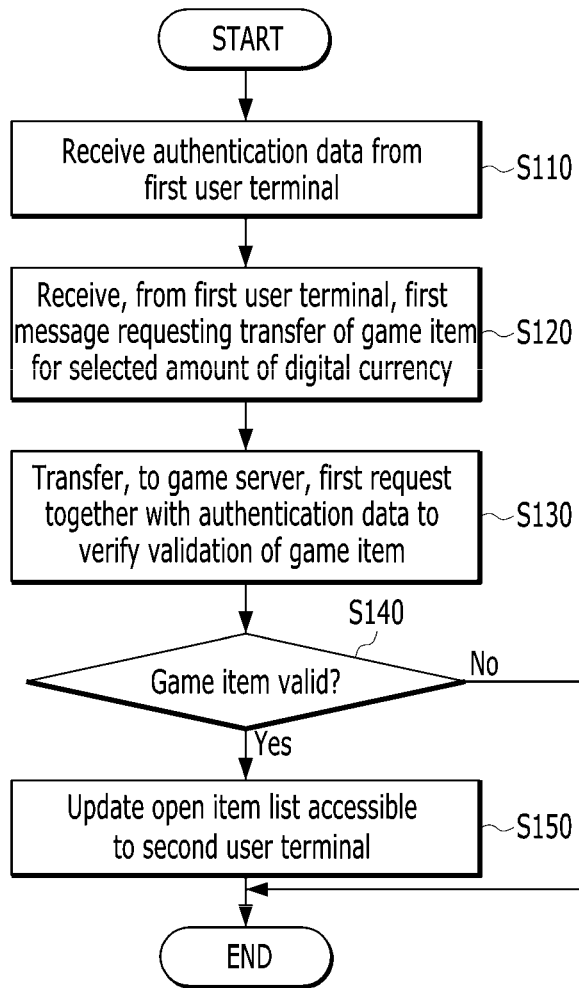 START
Receive authentication data from
first user terminal
S110
Receive, from first user terminal, first
message requesting transfer of game item
for selected amount of digital currency
S120
Transfer, to game server, first request
together with authentication data to
verify validation of game item
S130
S140
Game item valid?
No
Yes
Update open item list accessible
to second user terminal
S150
END